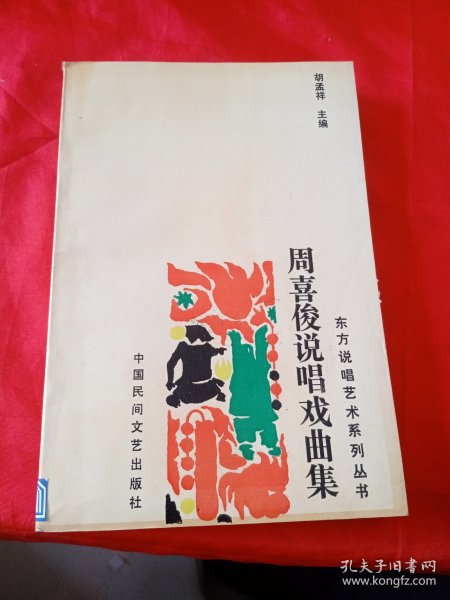 胡孟祥 主编
东方说唱艺术系列丛书
周喜俊说唱戏曲集
中国民间文艺出版社
孔夫子旧书网
www.kongfz.com